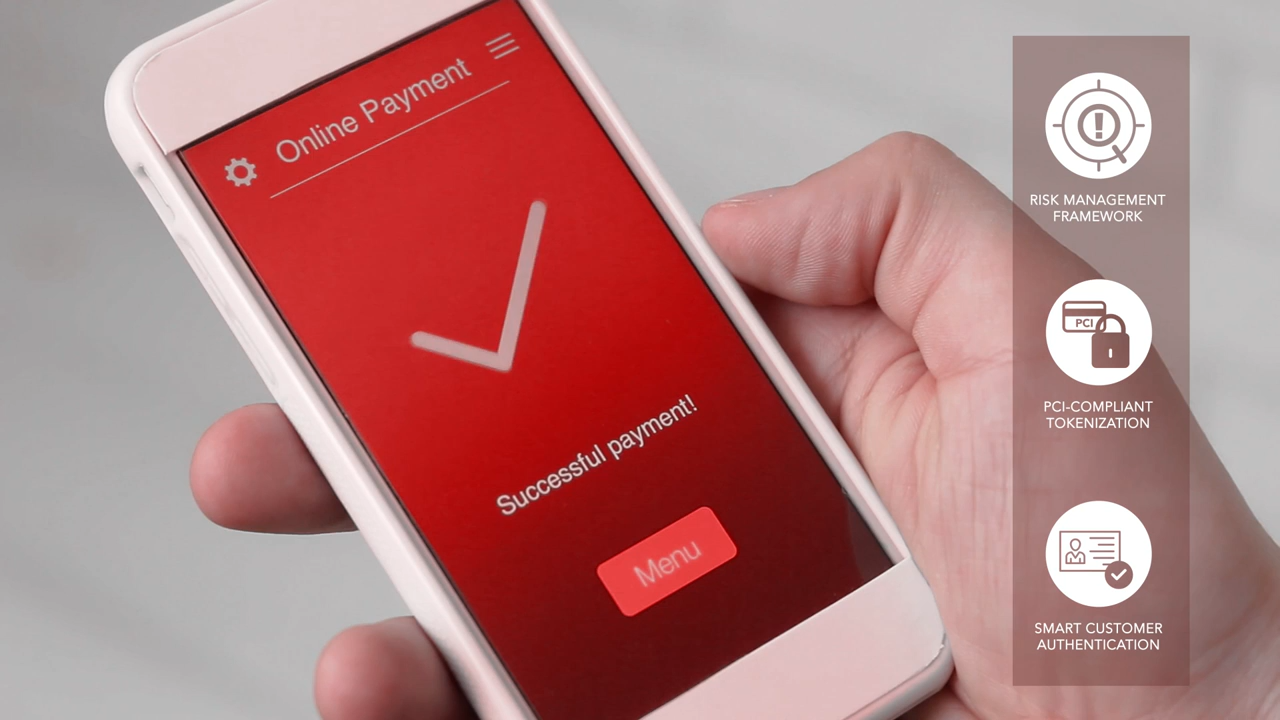 Online Payment
Successful payment!
Menu
RISK MANAGEMENT
FRAMEWORK
PCI
PCI-COMPLIANT
TOKENIZATION
SMART CUSTOMER
AUTHENTICATION